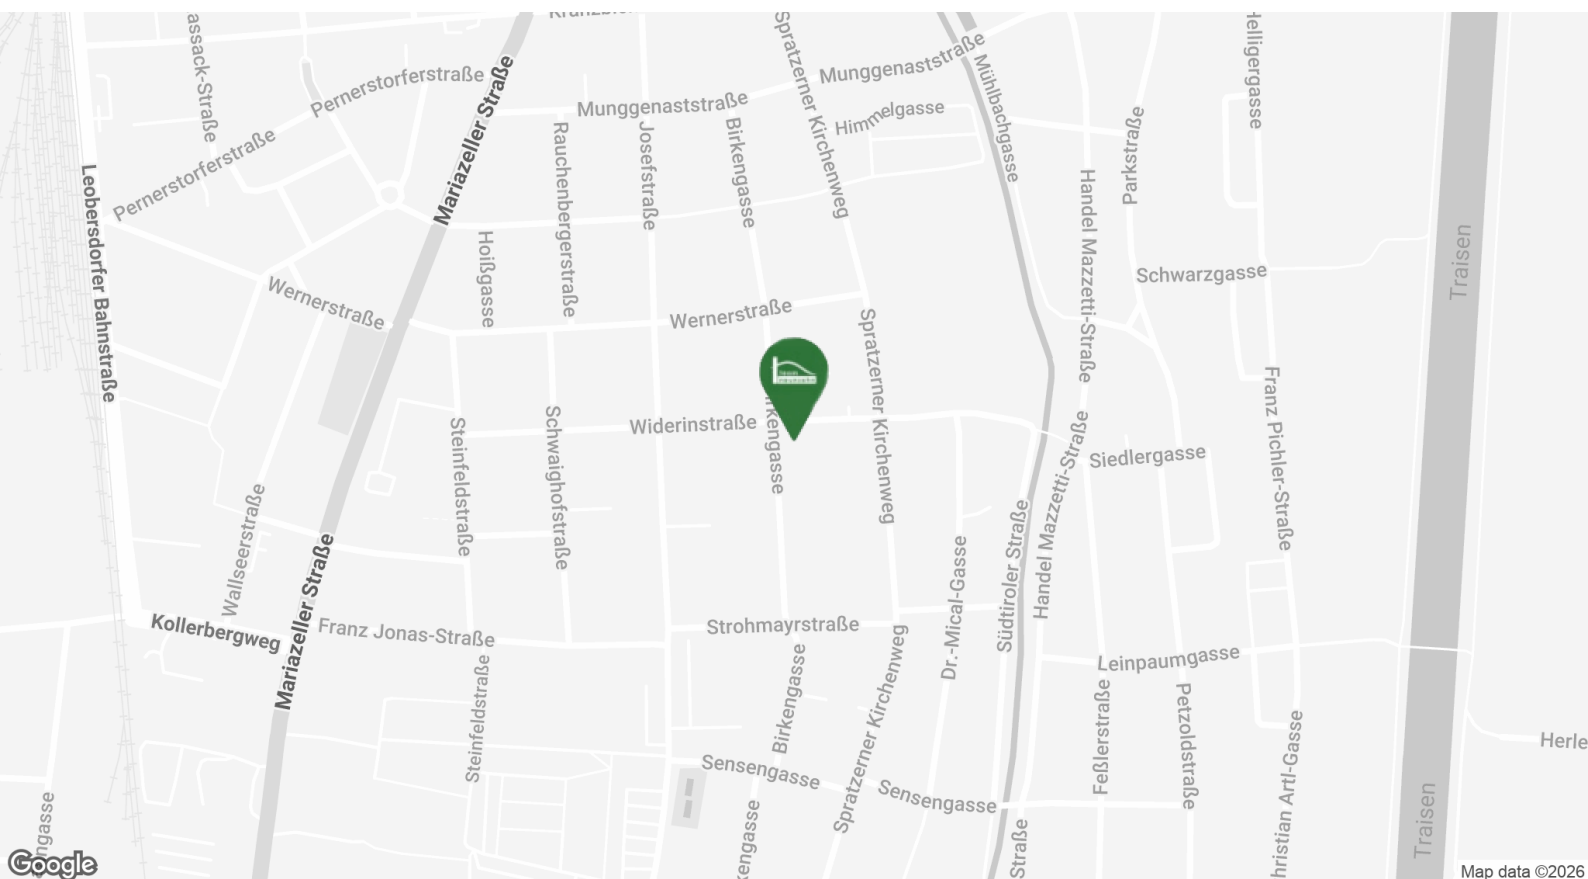 Pernerstorferstraße
Mariazeller Straße
Munggenaststraße
Himmelgasse
Munggenaststraße
Spratzerner Kirchenweg
Mühlbachgasse
Parkstraße
Pernerstorferstraße
Leobersdorfer Bahnstraße
Rauchenbergerstraße
Josefstraße
Birkengasse
Handel Mazzetti-Straße
Hoißgasse
Schwarzgasse
Traisen
Wernerstraße
Wernerstraße
Spratzerner Kirchenweg
Franz Pichler-Straße
Widerinstraße
Steinfeldstraße
Schwaighofstraße
Siedlergasse
Handel Mazzetti-Straße
Wallseerstraße
Mariazeller Straße
Südtiroler Straße
Dr.-Mical-Gasse
Kollerbergweg
Franz Jonas-Straße
Strohmayrstraße
Leinpaumgasse
Steinfeldstraße
Birkengasse
Spratzerner Kirchenweg
Feßlerstraße
Petzoldstraße
Herle
Sensengasse
Sensengasse
Traisen
Straße
Google
Map data ©2026